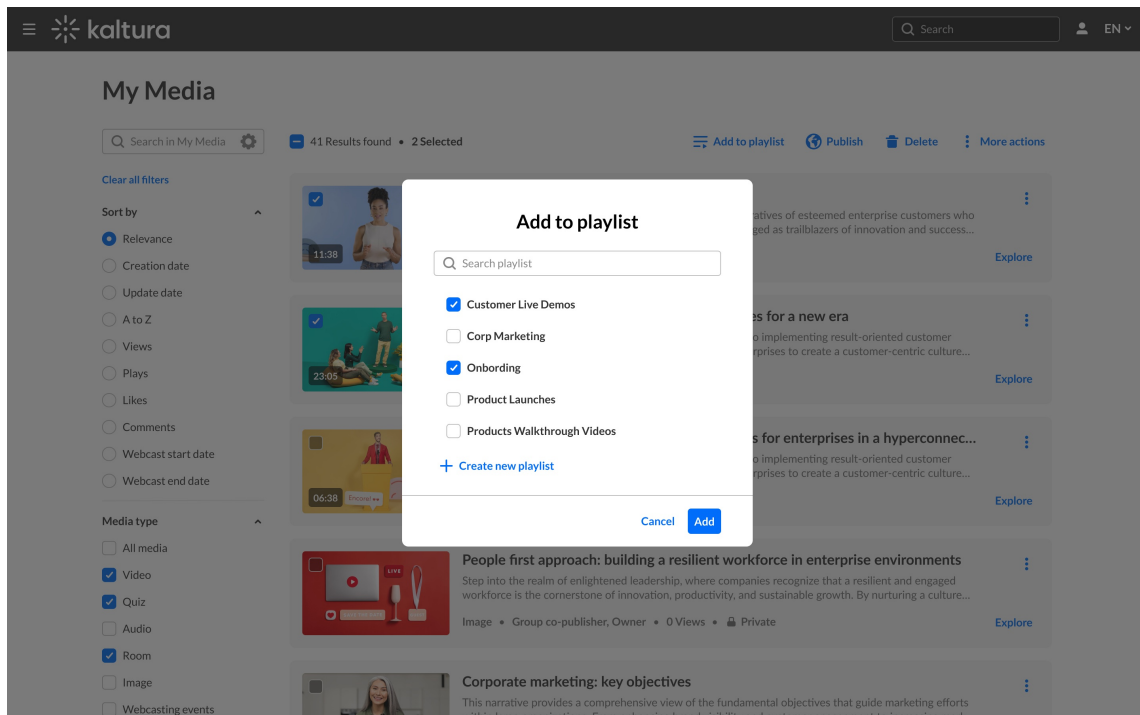 kaltura
Search
EN
My Media
Search in My Media
41 Results found • 2 Selected
Add to playlist
Publish
Delete
More actions
Clear all filters
Sort by
Relevance
Creation date
Update date
A to Z
Views
Plays
Likes
Comments
Webcast start date
Webcast end date
Media type
All media
Video
Quiz
Audio
Room
Image
Webcasting events
11:38
ratives of esteemed enterprise customers who
ged as trailblazers of innovation and success...
Explore
23:05
es for a new era
o implementing result-oriented customer
rprises to create a customer-centric culture...
Explore
06:38
Encore!
s for enterprises in a hyperconnec...
o implementing result-oriented customer
rprises to create a customer-centric culture...
Explore
Add to playlist
Search playlist
Customer Live Demos
Corp Marketing
Onbording
Product Launches
Products Walkthrough Videos
+ Create new playlist
Cancel
Add
LIVE
People first approach: building a resilient workforce in enterprise environments
Step into the realm of enlightened leadership, where companies recognize that a resilient and engaged
workforce is the cornerstone of innovation, productivity, and sustainable growth. By nurturing a culture...
Image • Group co-publisher, Owner • 0 Views • Private
Explore
Corporate marketing: key objectives
This narrative provides a comprehensive view of the fundamental objectives that guide marketing efforts